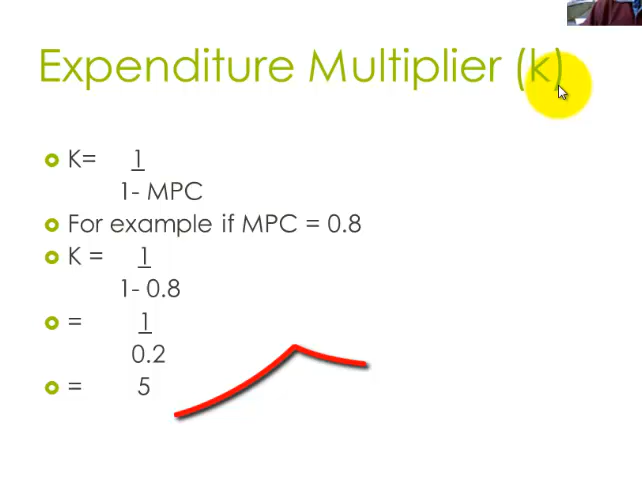 Expenditure Multiplier (k)
K= 1
1- MPC
For example if MPC = 0.8
K = 1
1- 0.8
= 1
0.2
= 5